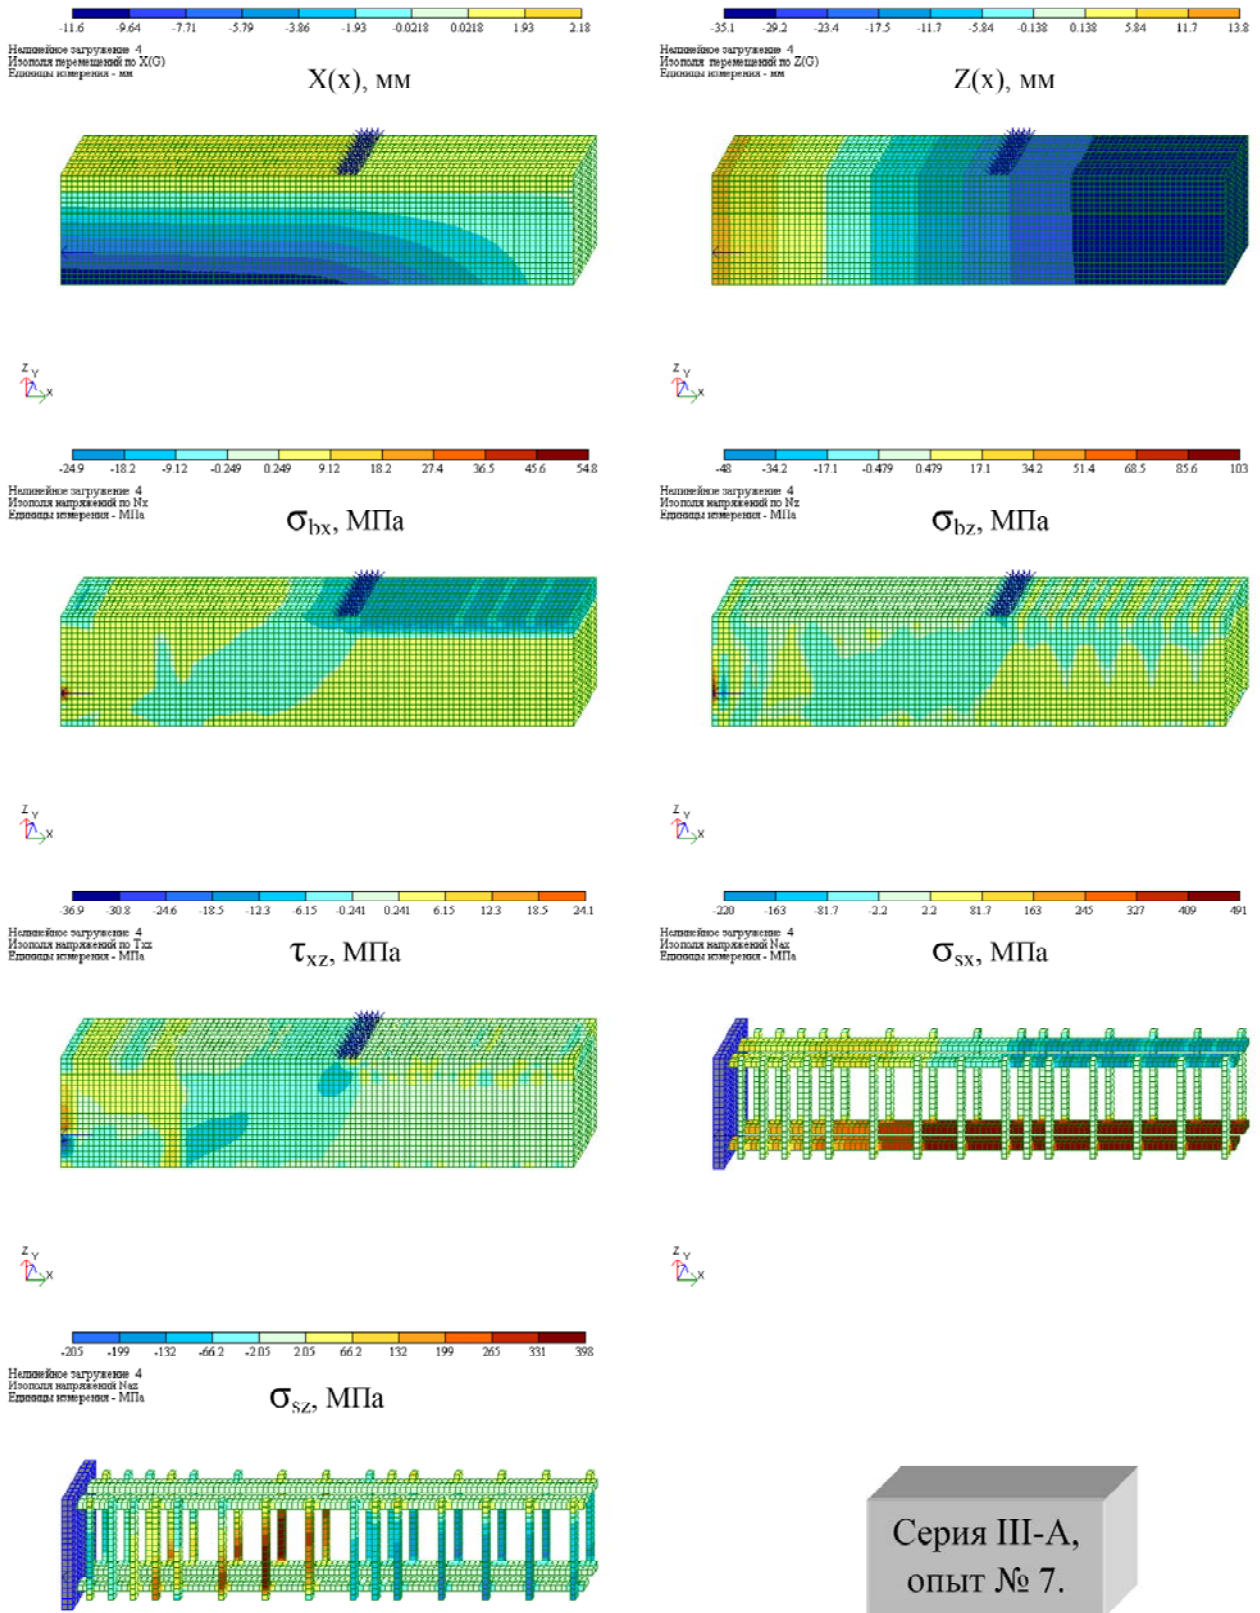 -11.6 -9.64 -7.71 -5.79 -3.86 -1.93 -0.0218 0.0218 1.93 2.18
Нелинейное загружение 4
Изополя перемещений по X(G)
Единицы измерения - мм
X(x), мм
-35.1 -29.2 -23.4 -17.5 -11.7 -5.84 -0.138 0.138 5.84 11.7 13.8
Нелинейное загружение 4
Изополя перемещений по Z(G)
Единицы измерения - мм
Z(x), мм
Z Y X
Z Y X
-24.9 -18.2 -9.12 -0.249 0.249 9.12 18.2 27.4 36.5 45.6 54.8
Нелинейное загружение 4
Изополя напряжений по Nx
Единицы измерения - МПа
σbx, МПа
-48 -34.2 -17.1 -0.479 0.479 17.1 34.2 51.4 68.5 85.6 103
Нелинейное загружение 4
Изополя напряжений по Nz
Единицы измерения - МПа
σbz, МПа
Z Y X
Z Y X
-36.9 -30.8 -24.6 -18.5 -12.3 -6.15 -0.241 0.241 6.15 12.3 18.5 24.1
Нелинейное загружение 4
Изополя напряжений по Txz
Единицы измерения - МПа
τxz, МПа
-220 -163 -81.7 -2.2 2.2 81.7 163 245 327 409 491
Нелинейное загружение 4
Изополя напряжений Nax
Единицы измерения - МПа
σsx, МПа
Z Y X
Z Y X
-205 -199 -132 -66.2 -2.05 2.05 66.2 132 199 265 331 398
Нелинейное загружение 4
Изополя напряжений Naz
Единицы измерения - МПа
σsz, МПа
Серия III-А,
опыт № 7.